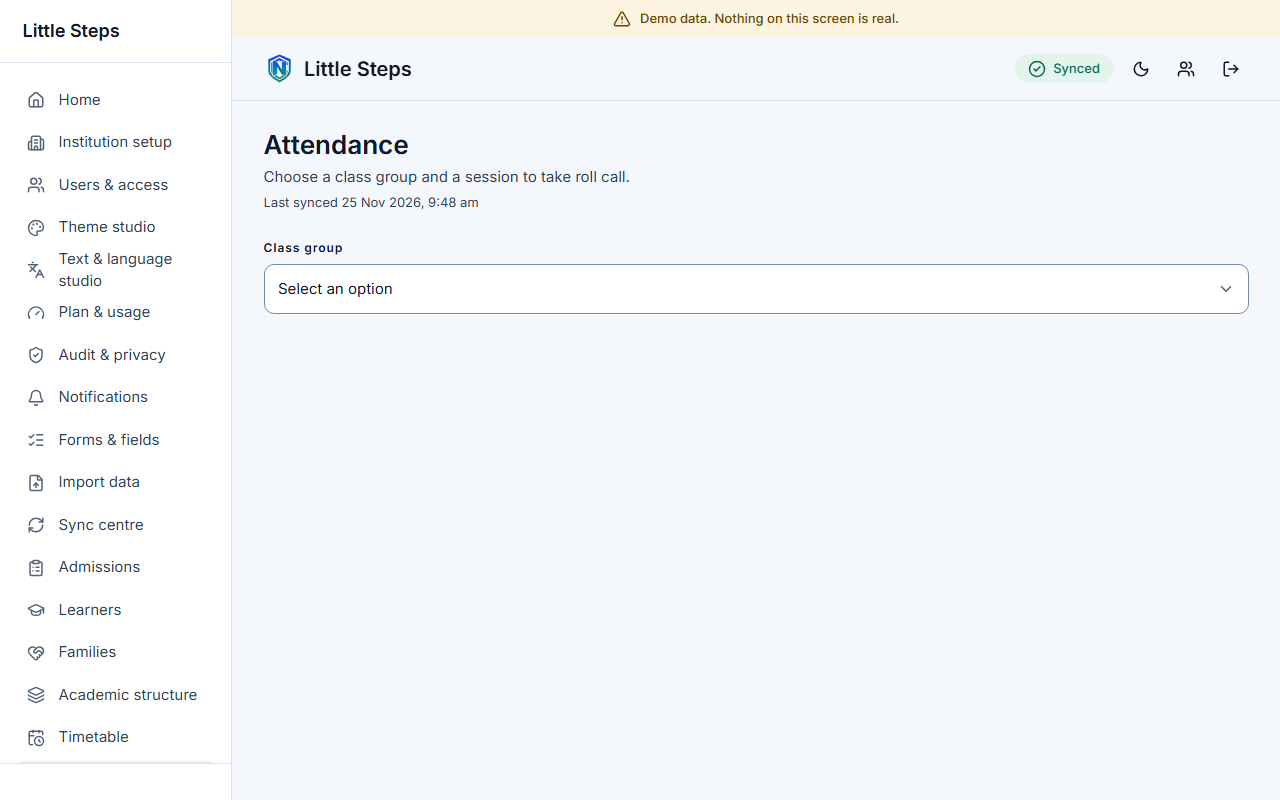 Little Steps
Home
Institution setup
Users & access
Theme studio
Text & language
studio
Plan & usage
Audit & privacy
Notifications
Forms & fields
Import data
Sync centre
Admissions
Learners
Families
Academic structure
Timetable
Demo data. Nothing on this screen is real.
Little Steps
Synced
Attendance
Choose a class group and a session to take roll call.
Last synced 25 Nov 2026, 9:48 am
Class group
Select an option